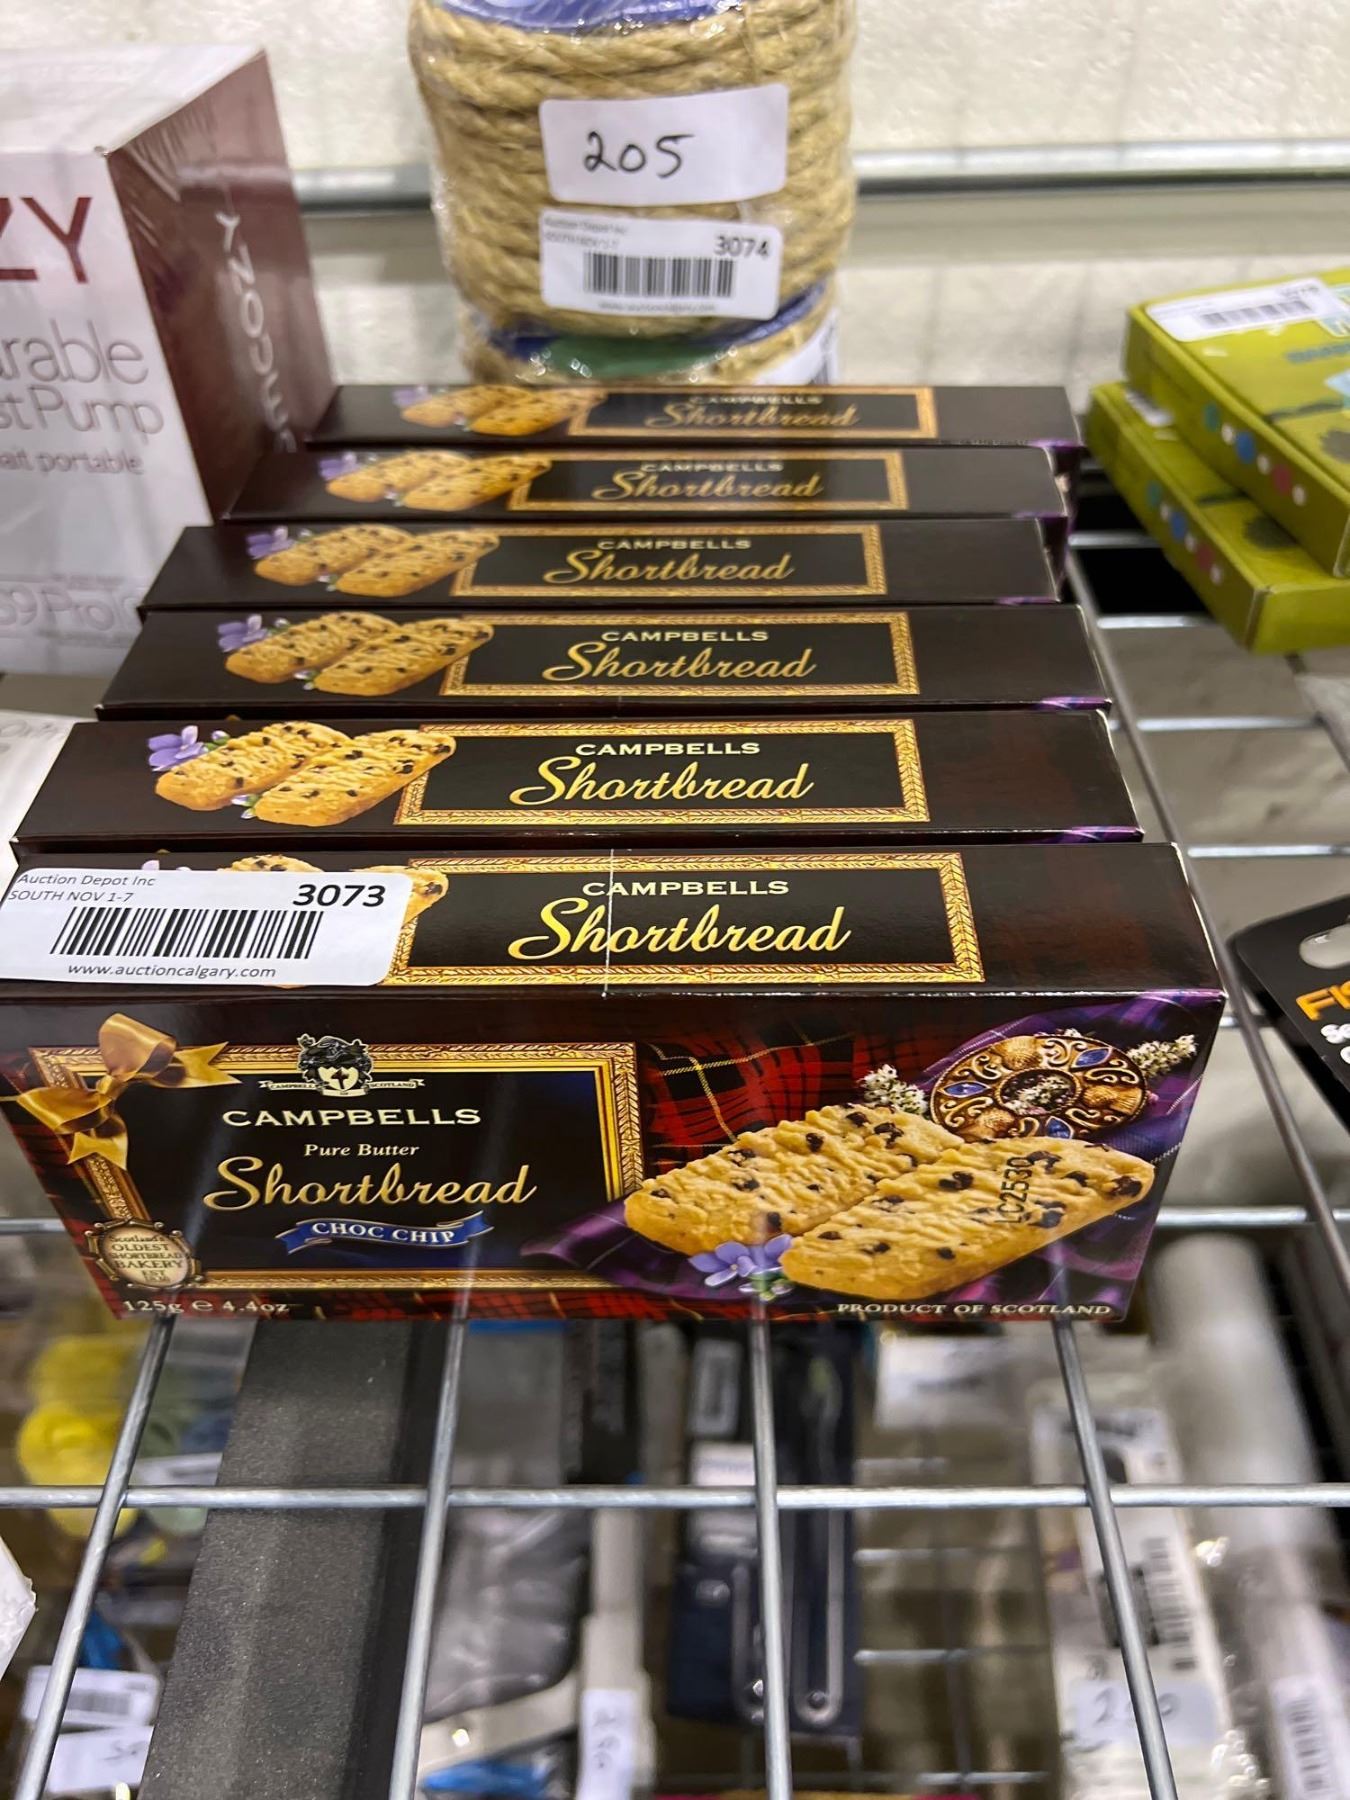 205
3074
ZY
rable
st Pump
ait portable
CAMPBELLS
Shortbread
CAMPBELLS
Shortbread
CAMPBELLS
Shortbread
CAMPBELLS
Shortbread
CAMPBELLS
Shortbread
Auction Depot Inc
SOUTH NOV 1-7
3073
www.auctioncalgary.com
CAMPBELLS
Shortbread
CAMPBELLS
Pure Butter
Shortbread
CHOC CHIP
Scotland's
OLDEST
SHORTBREAD
BAKERY
125g e 4.4oz
LC2530
PRODUCT OF SCOTLAND